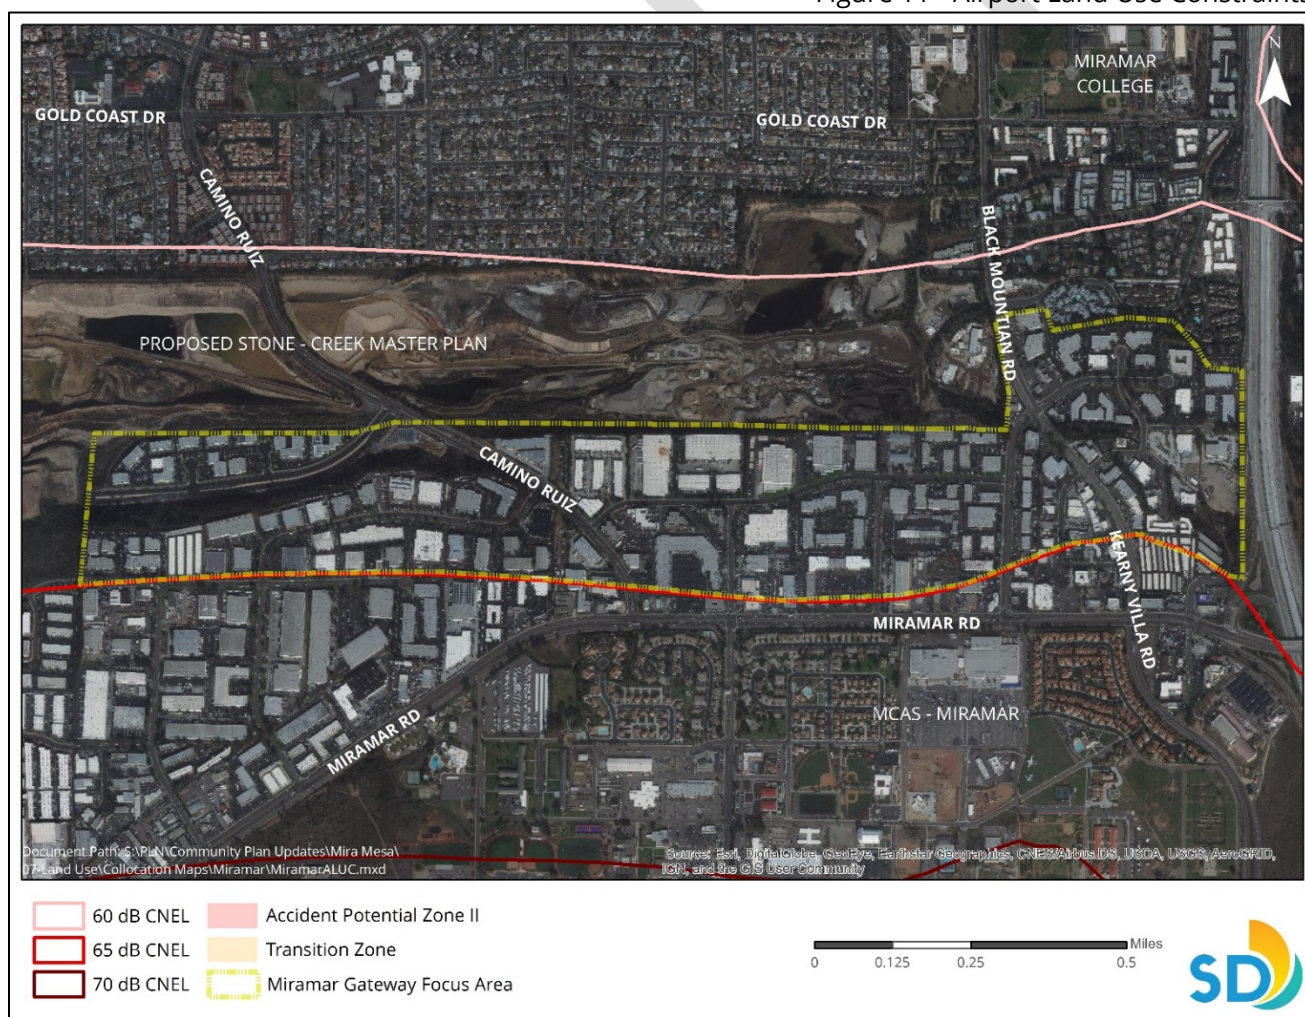 Figure 11 - Airport Land Use Constraints
N
MIRAMAR
COLLEGE
GOLD COAST DR
GOLD COAST DR
CAMINO RUIZ
BLACK MOUNTIAN RD
PROPOSED STONE - CREEK MASTER PLAN
CAMINO RUIZ
KEARNY VILLA RD
MIRAMAR RD
MCAS - MIRAMAR
MIRAMAR RD
Document Path: S:\PLN\Community Plan Updates\Mira Mesa\
07-Land Use\Collocation Maps\Miramar\MiramarALUC.mxd
Source: Esri, DigitalGlobe, GeoEye, Earthstar Geographics, CNES/Airbus DS, USDA, USGS, AeroGRID,
IGN, and the GIS User Community
60 dB CNEL
Accident Potential Zone II
65 dB CNEL
Transition Zone
70 dB CNEL
Miramar Gateway Focus Area
Miles
0 0.125 0.25 0.5
SD